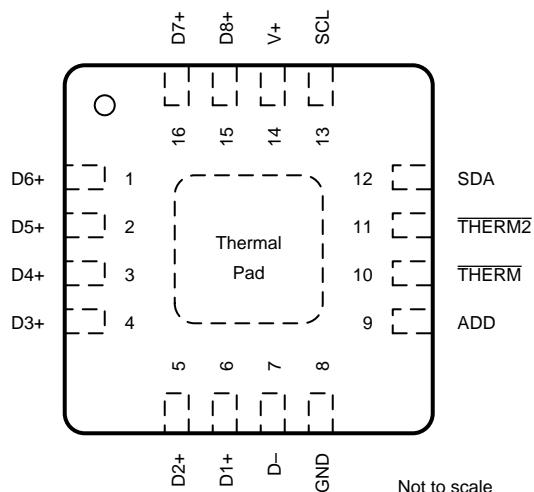 D7+ D8+ V+ SCL
16 15 14 13
D6+ 1 12 SDA
D5+ 2 11 THERM2
D4+ 3 10 THERM
D3+ 4 9 ADD
Thermal
Pad
5 6 7 8
D2+ D1+ D– GND
Not to scale